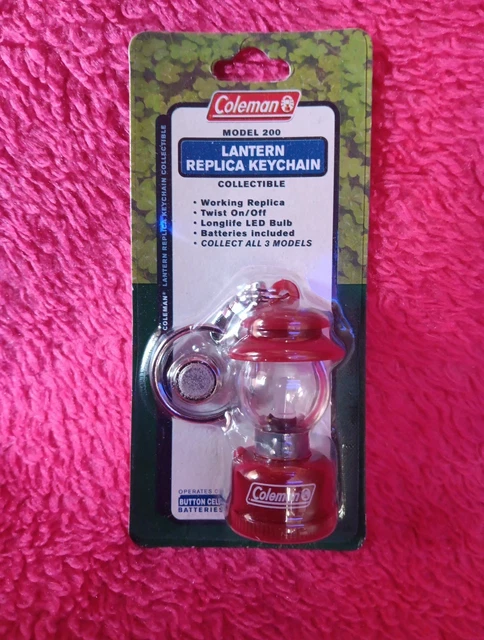 Coleman
MODEL 200
LANTERN
REPLICA KEYCHAIN
COLLECTIBLE
• Working Replica
• Twist On/Off
• Longlife LED Bulb
• Batteries included
• COLLECT ALL 3 MODELS
COLEMAN® LANTERN REPLICA KEYCHAIN COLLECTIBLE
OPERATES
BUTTON CELL
BATTERIES
Coleman